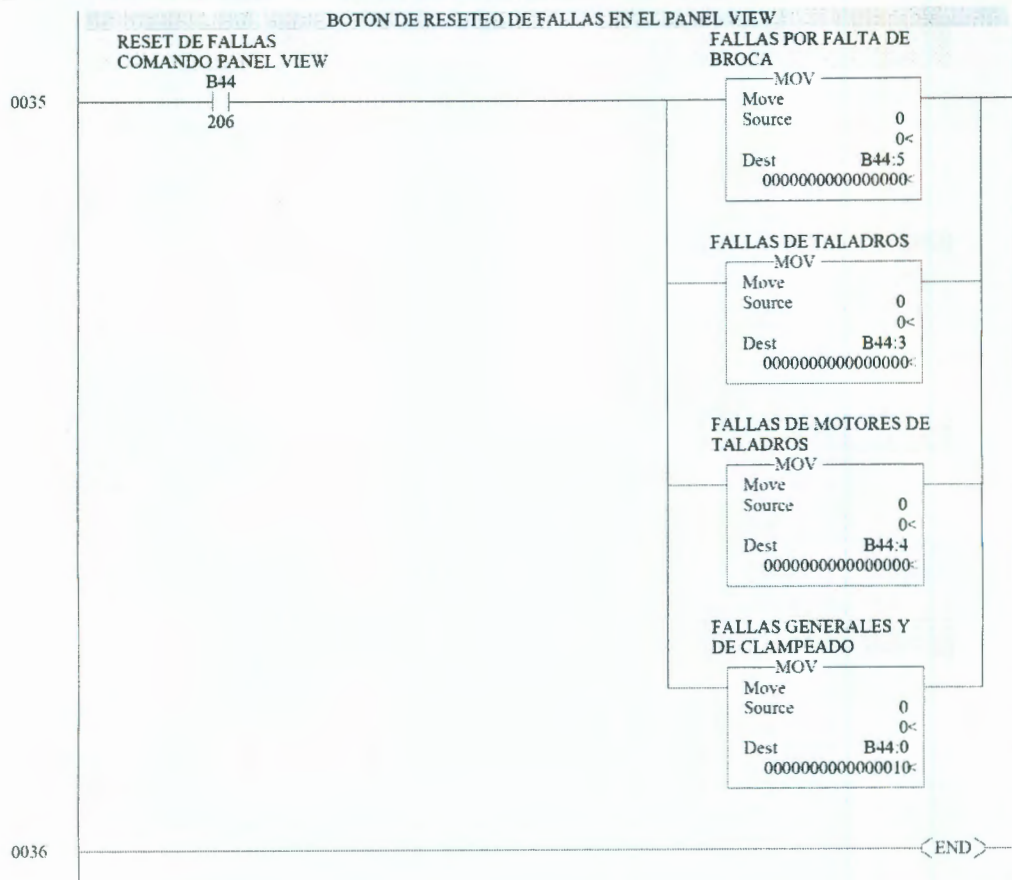 BOTON DE RESETEO DE FALLAS EN EL PANEL VIEW
RESET DE FALLAS
COMANDO PANEL VIEW
B44
206
0035
FALLAS POR FALTA DE
BROCA
MOV
Move
Source 0
0<
Dest B44:5
0000000000000000<
FALLAS DE TALADROS
MOV
Move
Source 0
0<
Dest B44:3
0000000000000000<
FALLAS DE MOTORES DE
TALADROS
MOV
Move
Source 0
0<
Dest B44:4
0000000000000000<
FALLAS GENERALES Y
DE CLAMPEADO
MOV
Move
Source 0
0<
Dest B44:0
0000000000000010<
0036
END